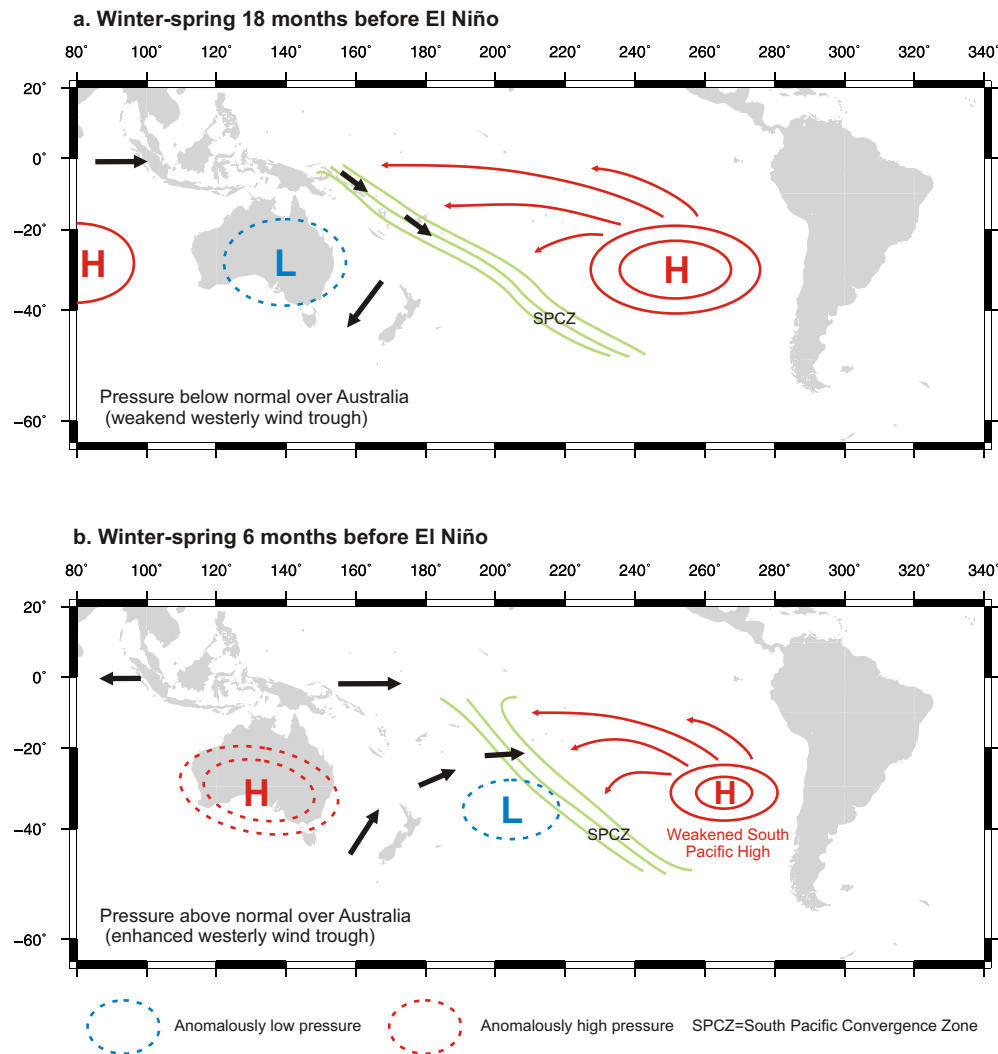 a. Winter-spring 18 months before El Niño
80˚ 100˚ 120˚ 140˚ 160˚ 180˚ 200˚ 220˚ 240˚ 260˚ 280˚ 300˚ 320˚ 340˚
20˚
0˚
−20˚
−40˚
−60˚
H
L
H
SPCZ
Pressure below normal over Australia
(weakend westerly wind trough)
b. Winter-spring 6 months before El Niño
80˚ 100˚ 120˚ 140˚ 160˚ 180˚ 200˚ 220˚ 240˚ 260˚ 280˚ 300˚ 320˚ 340˚
20˚
0˚
−20˚
−40˚
−60˚
H
L
H
SPCZ
Weakened South
Pacific High
Pressure above normal over Australia
(enhanced westerly wind trough)
Anomalously low pressure Anomalously high pressure SPCZ=South Pacific Convergence Zone